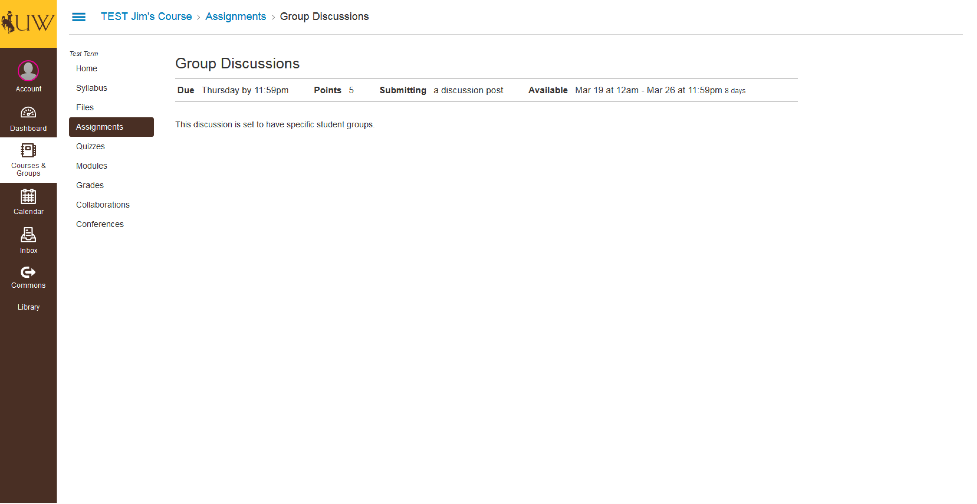 UW
Account
Dashboard
Courses &
Groups
Calendar
Inbox
Commons
Library
TEST Jim's Course > Assignments > Group Discussions
Test Term
Home
Syllabus
Files
Assignments
Quizzes
Modules
Grades
Collaborations
Conferences
Group Discussions
Due Thursday by 11:59pm Points 5 Submitting a discussion post Available Mar 19 at 12am - Mar 26 at 11:59pm 8 days
This discussion is set to have specific student groups